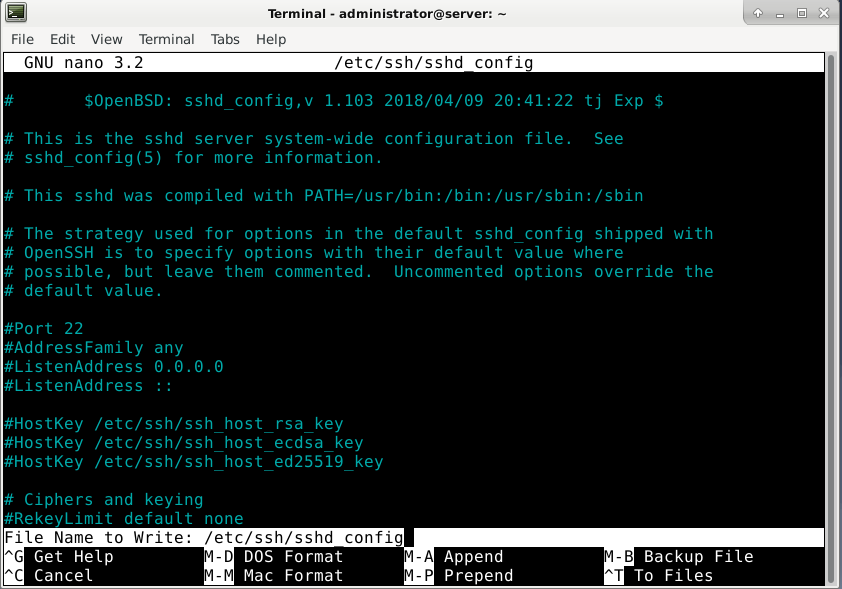 Terminal - administrator@server: ~
File Edit View Terminal Tabs Help
GNU nano 3.2 /etc/ssh/sshd_config
# $OpenBSD: sshd_config,v 1.103 2018/04/09 20:41:22 tj Exp $
# This is the sshd server system-wide configuration file. See
# sshd_config(5) for more information.
# This sshd was compiled with PATH=/usr/bin:/bin:/usr/sbin:/sbin
# The strategy used for options in the default sshd_config shipped with
# OpenSSH is to specify options with their default value where
# possible, but leave them commented. Uncommented options override the
# default value.
#Port 22
#AddressFamily any
#ListenAddress 0.0.0.0
#ListenAddress ::
#HostKey /etc/ssh/ssh_host_rsa_key
#HostKey /etc/ssh/ssh_host_ecdsa_key
#HostKey /etc/ssh/ssh_host_ed25519_key
# Ciphers and keying
#RekeyLimit default none
File Name to Write: /etc/ssh/sshd_config
^G Get Help M-D DOS Format M-A Append M-B Backup File
^C Cancel M-M Mac Format M-P Prepend ^T To Files